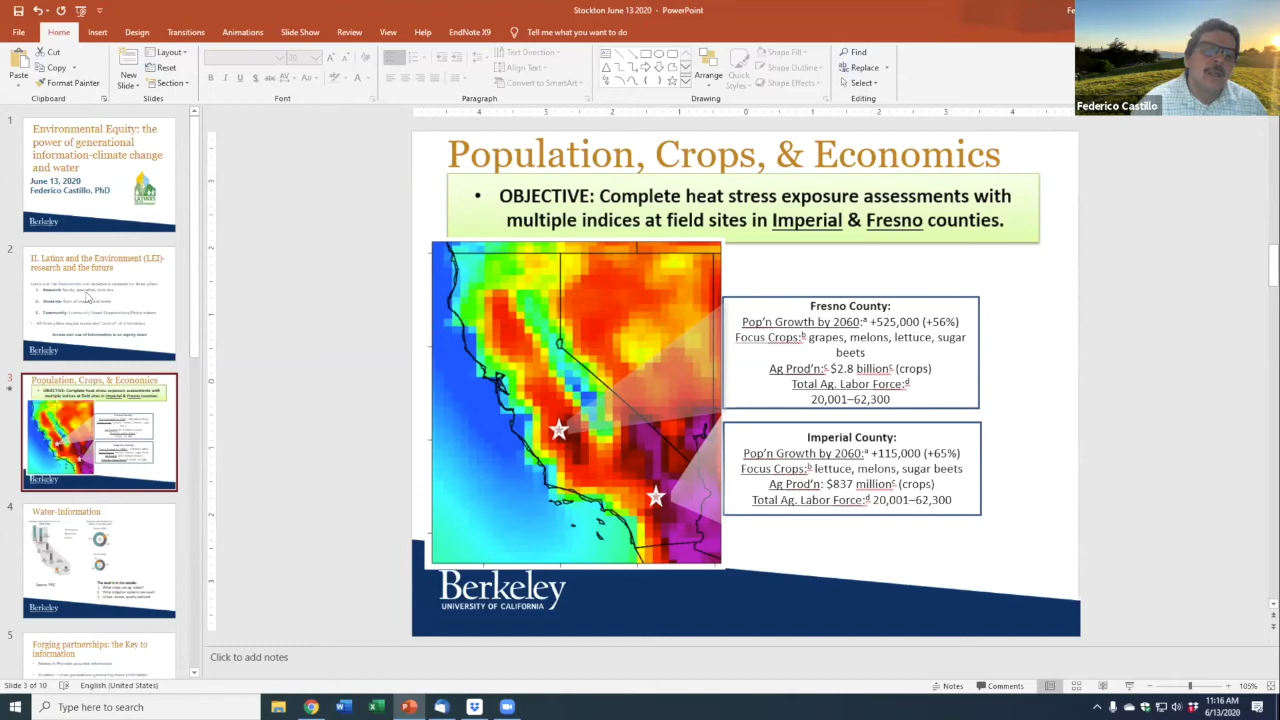 Stockton June 13 2020 - PowerPoint
Fe
File Home Insert Draw Design Transitions Animations Slide Show Review View Help EndNote X9 Tell me what you want to do
Cut
Copy
Format Painter
Paste
Clipboard
New
Slide
Layout
Reset
Section
Slides
Font
Text Direction
Align Text
Convert to SmartArt
Paragraph
Arrange
Quick
Styles
Shape Fill
Shape Outline
Shape Effects
Drawing
Find
Replace
Select
Editing
Federico Castillo
1
Environmental Equity: the
power of generational
information-climate change
and water
June 13, 2020
Federico Castillo, PhD
Berkeley
2
II. Latinx and the Environment (LEI)-
research and the future
Berkeley
3
Population, Crops, & Economics
Berkeley
4
Water-Information
Berkeley
5
Forging partnerships: the Key to
information
Population, Crops, & Economics
• OBJECTIVE: Complete heat stress exposure assessments with
multiple indices at field sites in Imperial & Fresno counties.
Fresno County:
Pop'n Growth by 2050:a +525,000 (+56%)
Focus Crops:b grapes, melons, lettuce, sugar
beets
Ag Prod'n:c $2.8 billionc (crops)
Total Ag. Labor Force:d
20,001–62,300
Imperial County:
Pop'n Growth by 2050:a +115,000 (+65%)
Focus Crops:b lettuce, melons, sugar beets
Ag Prod'n: $837 millionc (crops)
Total Ag. Labor Force:d 20,001–62,300
Berkeley
UNIVERSITY OF CALIFORNIA
Click to add notes
Slide 3 of 10 English (United States) Notes Comments 105%
Type here to search
11:16 AM
6/13/2020